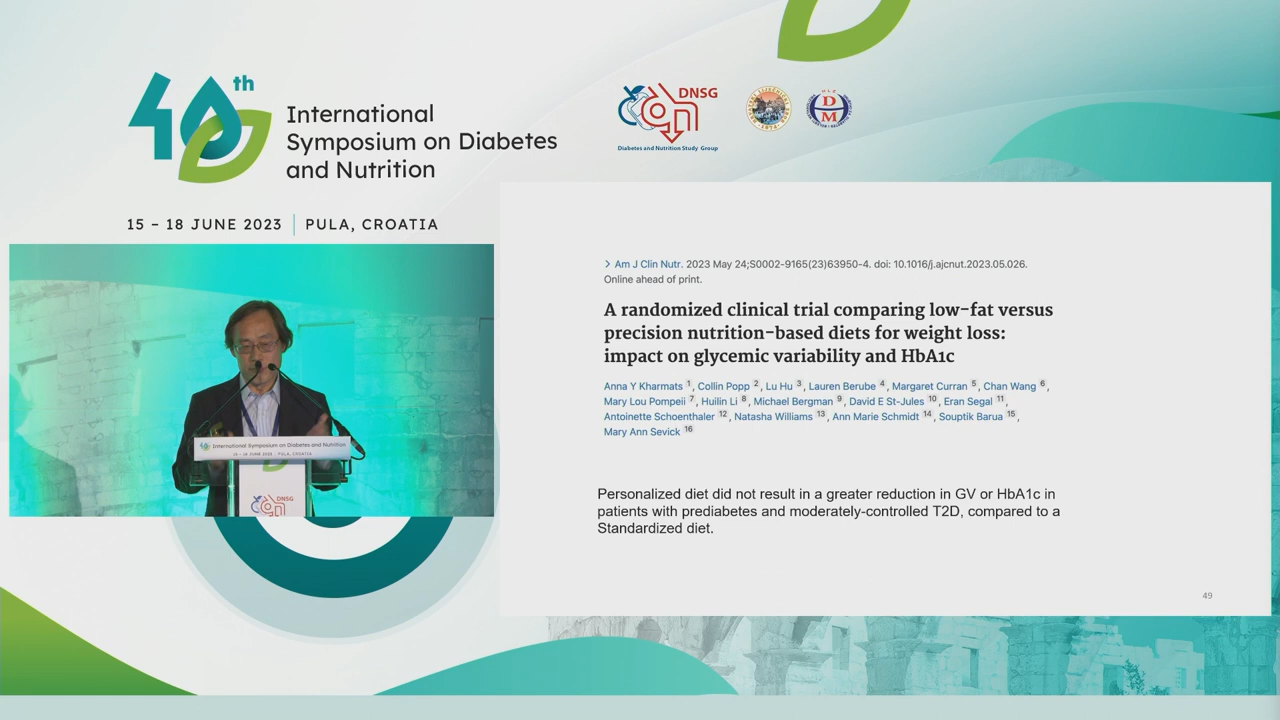 40th
International
Symposium on Diabetes
and Nutrition
15 – 18 JUNE 2023 | PULA, CROATIA
DNSG
Diabetes and Nutrition Study Group
D
M
> Am J Clin Nutr. 2023 May 24;S0002-9165(23)63950-4. doi: 10.1016/j.ajcnut.2023.05.026.
Online ahead of print.
A randomized clinical trial comparing low-fat versus
precision nutrition-based diets for weight loss:
impact on glycemic variability and HbA1c
Anna Y Kharmats 1, Collin Popp 2, Lu Hu 3, Lauren Berube 4, Margaret Curran 5, Chan Wang 6,
Mary Lou Pompeii 7, Huilin Li 8, Michael Bergman 9, David E St-Jules 10, Eran Segal 11,
Antoinette Schoenthaler 12, Natasha Williams 13, Ann Marie Schmidt 14, Souptik Barua 15,
Mary Ann Sevick 16
Personalized diet did not result in a greater reduction in GV or HbA1c in
patients with prediabetes and moderately-controlled T2D, compared to a
Standardized diet.
49
International Symposium on Diabetes and Nutrition
15 – 18 JUNE 2023 | PULA, CROATIA
DNSG